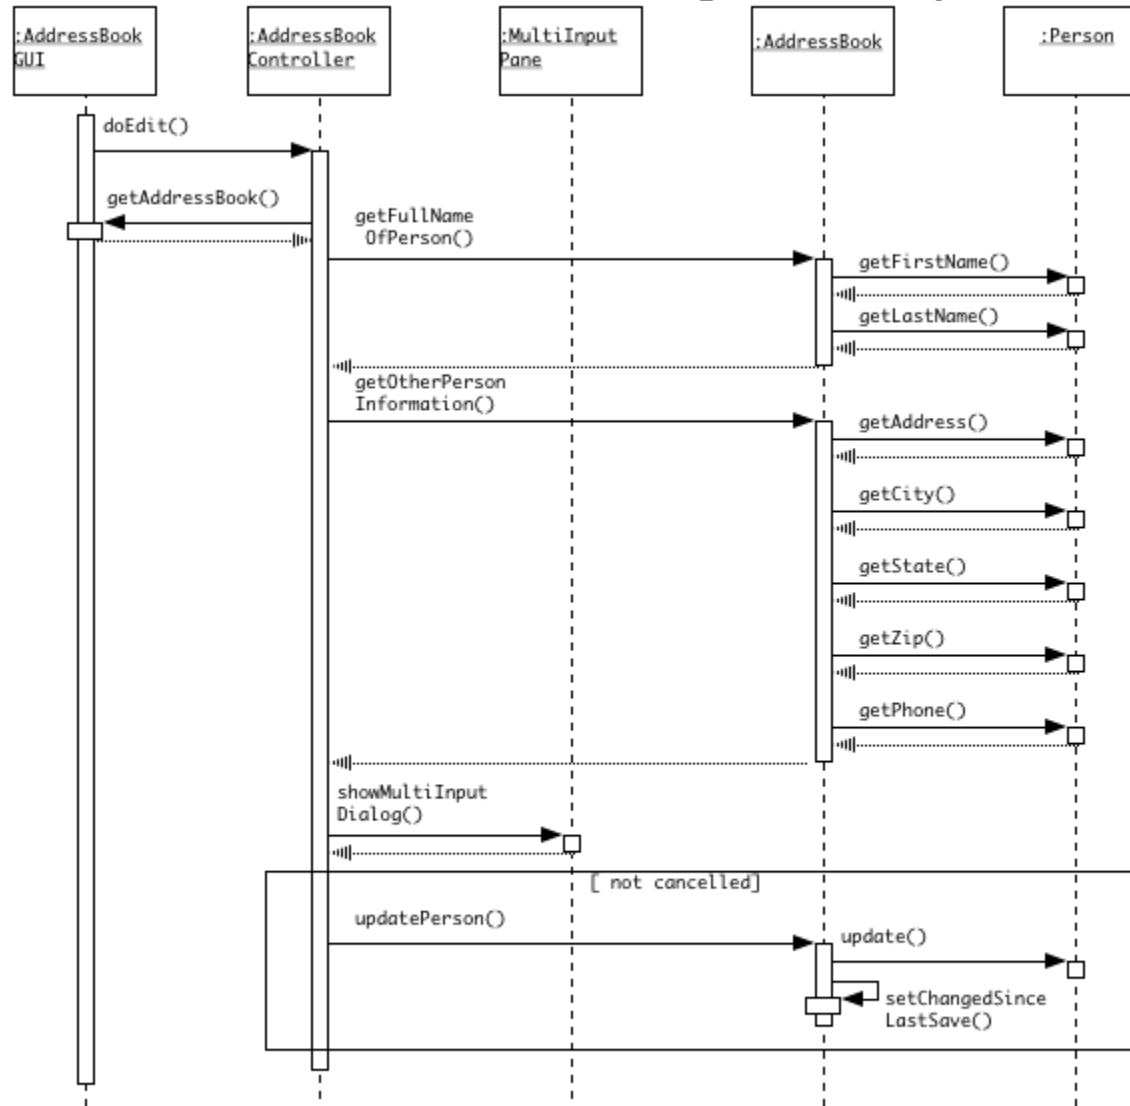 :AddressBook
GUI
:AddressBook
Controller
:MultiInput
Pane
:AddressBook
:Person
doEdit()
getAddressBook()
getFullName
OfPerson()
getFirstName()
getLastName()
getOtherPerson
Information()
getAddress()
getCity()
getState()
getZip()
getPhone()
showMultiInput
Dialog()
[ not cancelled]
updatePerson()
update()
setChangedSince
LastSave()